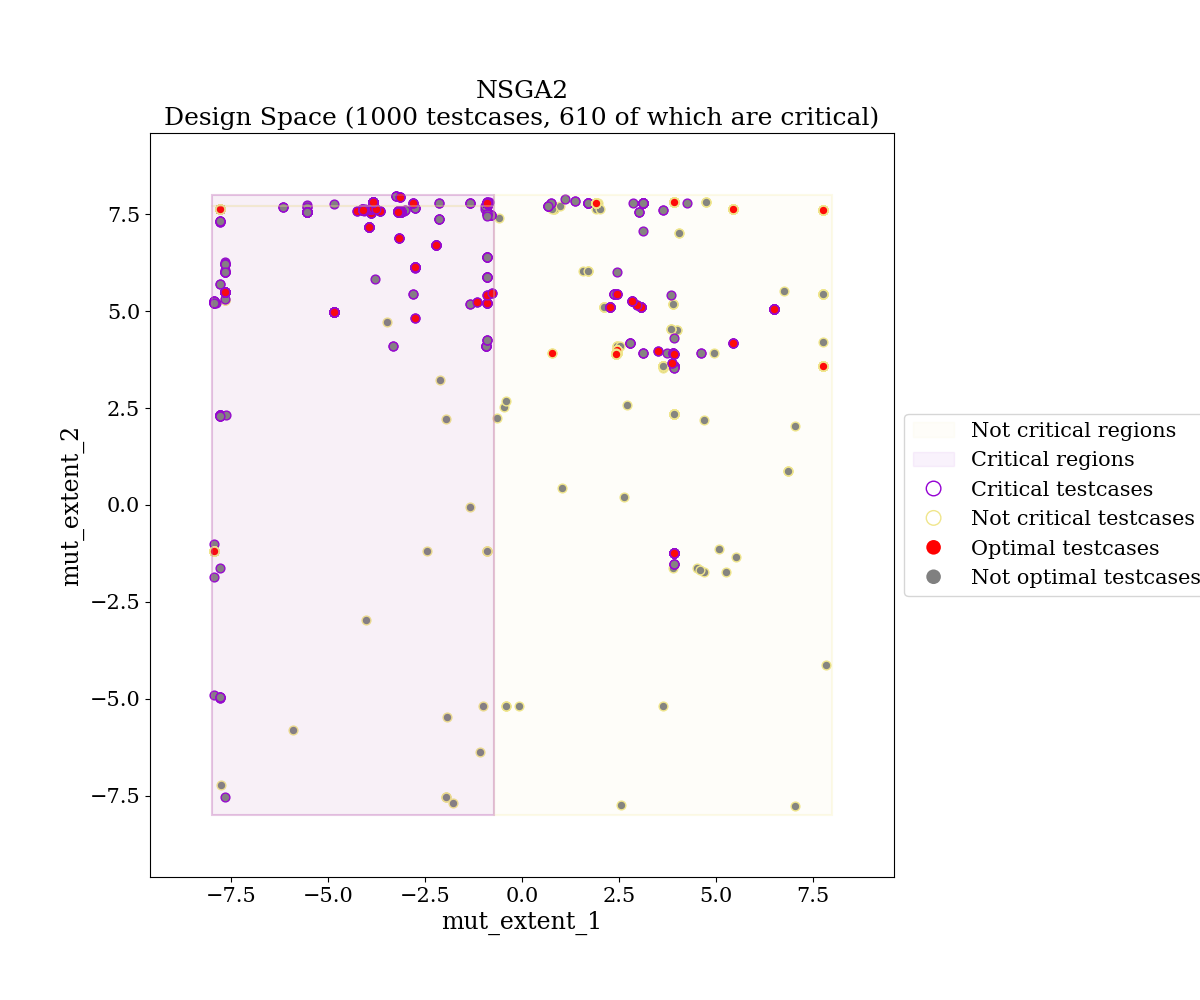 NSGA2
Design Space (1000 testcases, 610 of which are critical)
7.5
5.0
2.5
0.0
−2.5
−5.0
−7.5
mut_extent_2
−7.5
−5.0
−2.5
0.0
2.5
5.0
7.5
mut_extent_1
Not critical regions
Critical regions
Critical testcases
Not critical testcases
Optimal testcases
Not optimal testcases